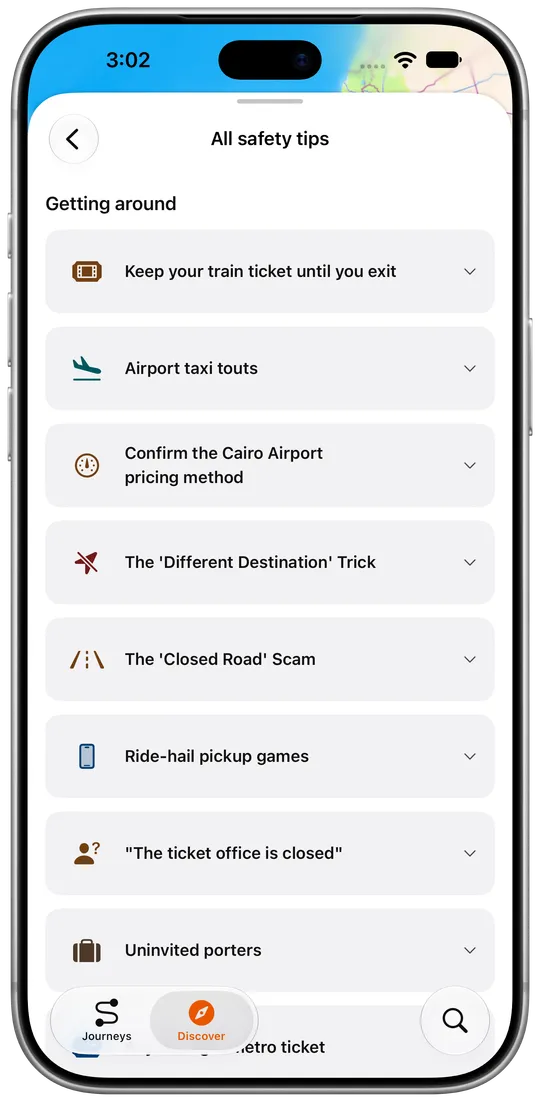 3:02
All safety tips
Getting around
Keep your train ticket until you exit
Airport taxi touts
Confirm the Cairo Airport
pricing method
The 'Different Destination' Trick
The 'Closed Road' Scam
Ride-hail pickup games
"The ticket office is closed"
Uninvited porters
metro ticket
Journeys
Discover